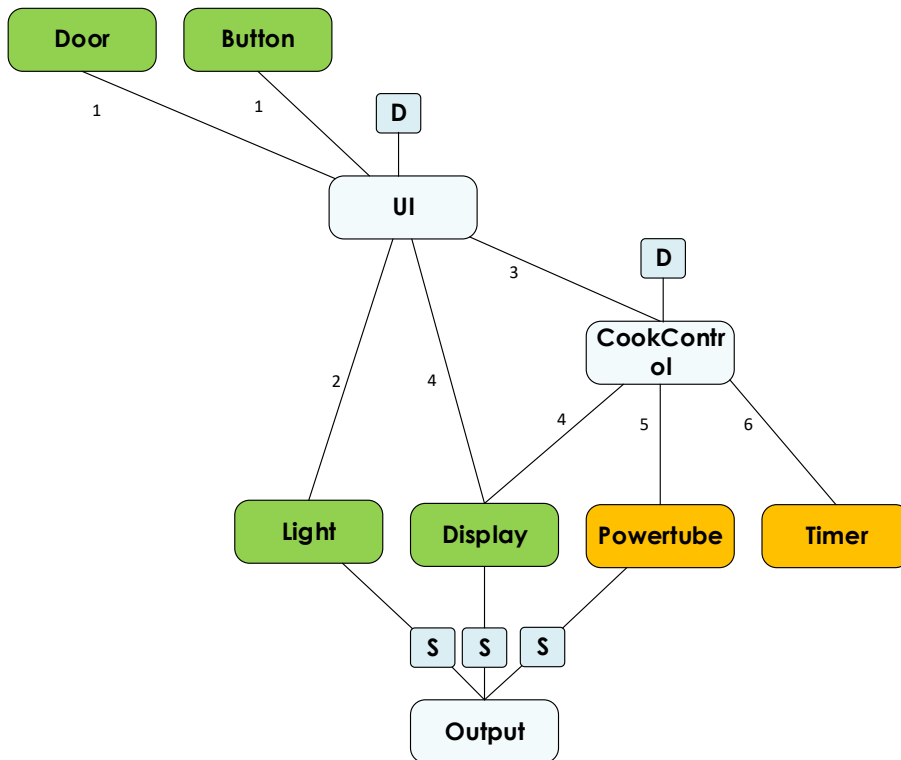 Door
Button
1
1
D
UI
3
D
CookContr
ol
2
4
4
5
6
Light
Display
Powertube
Timer
S
S
S
Output